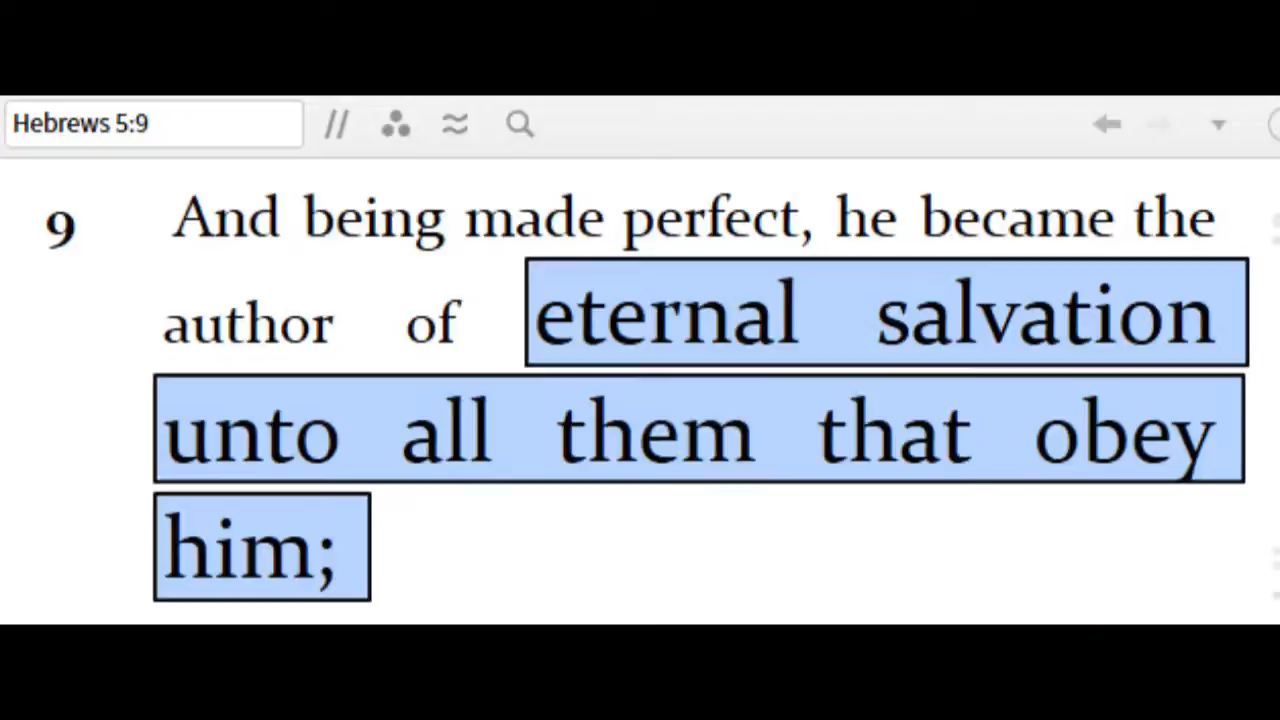 Hebrews 5:9
9 And being made perfect, he became the
author of eternal salvation
unto all them that obey
him;